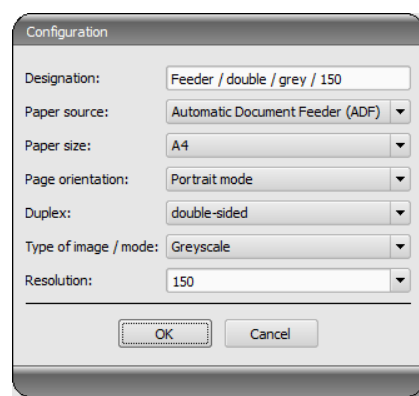 Configuration
Designation: Feeder / double / grey / 150
Paper source: Automatic Document Feeder (ADF)
Paper size: A4
Page orientation: Portrait mode
Duplex: double-sided
Type of image / mode: Greyscale
Resolution: 150
OK Cancel